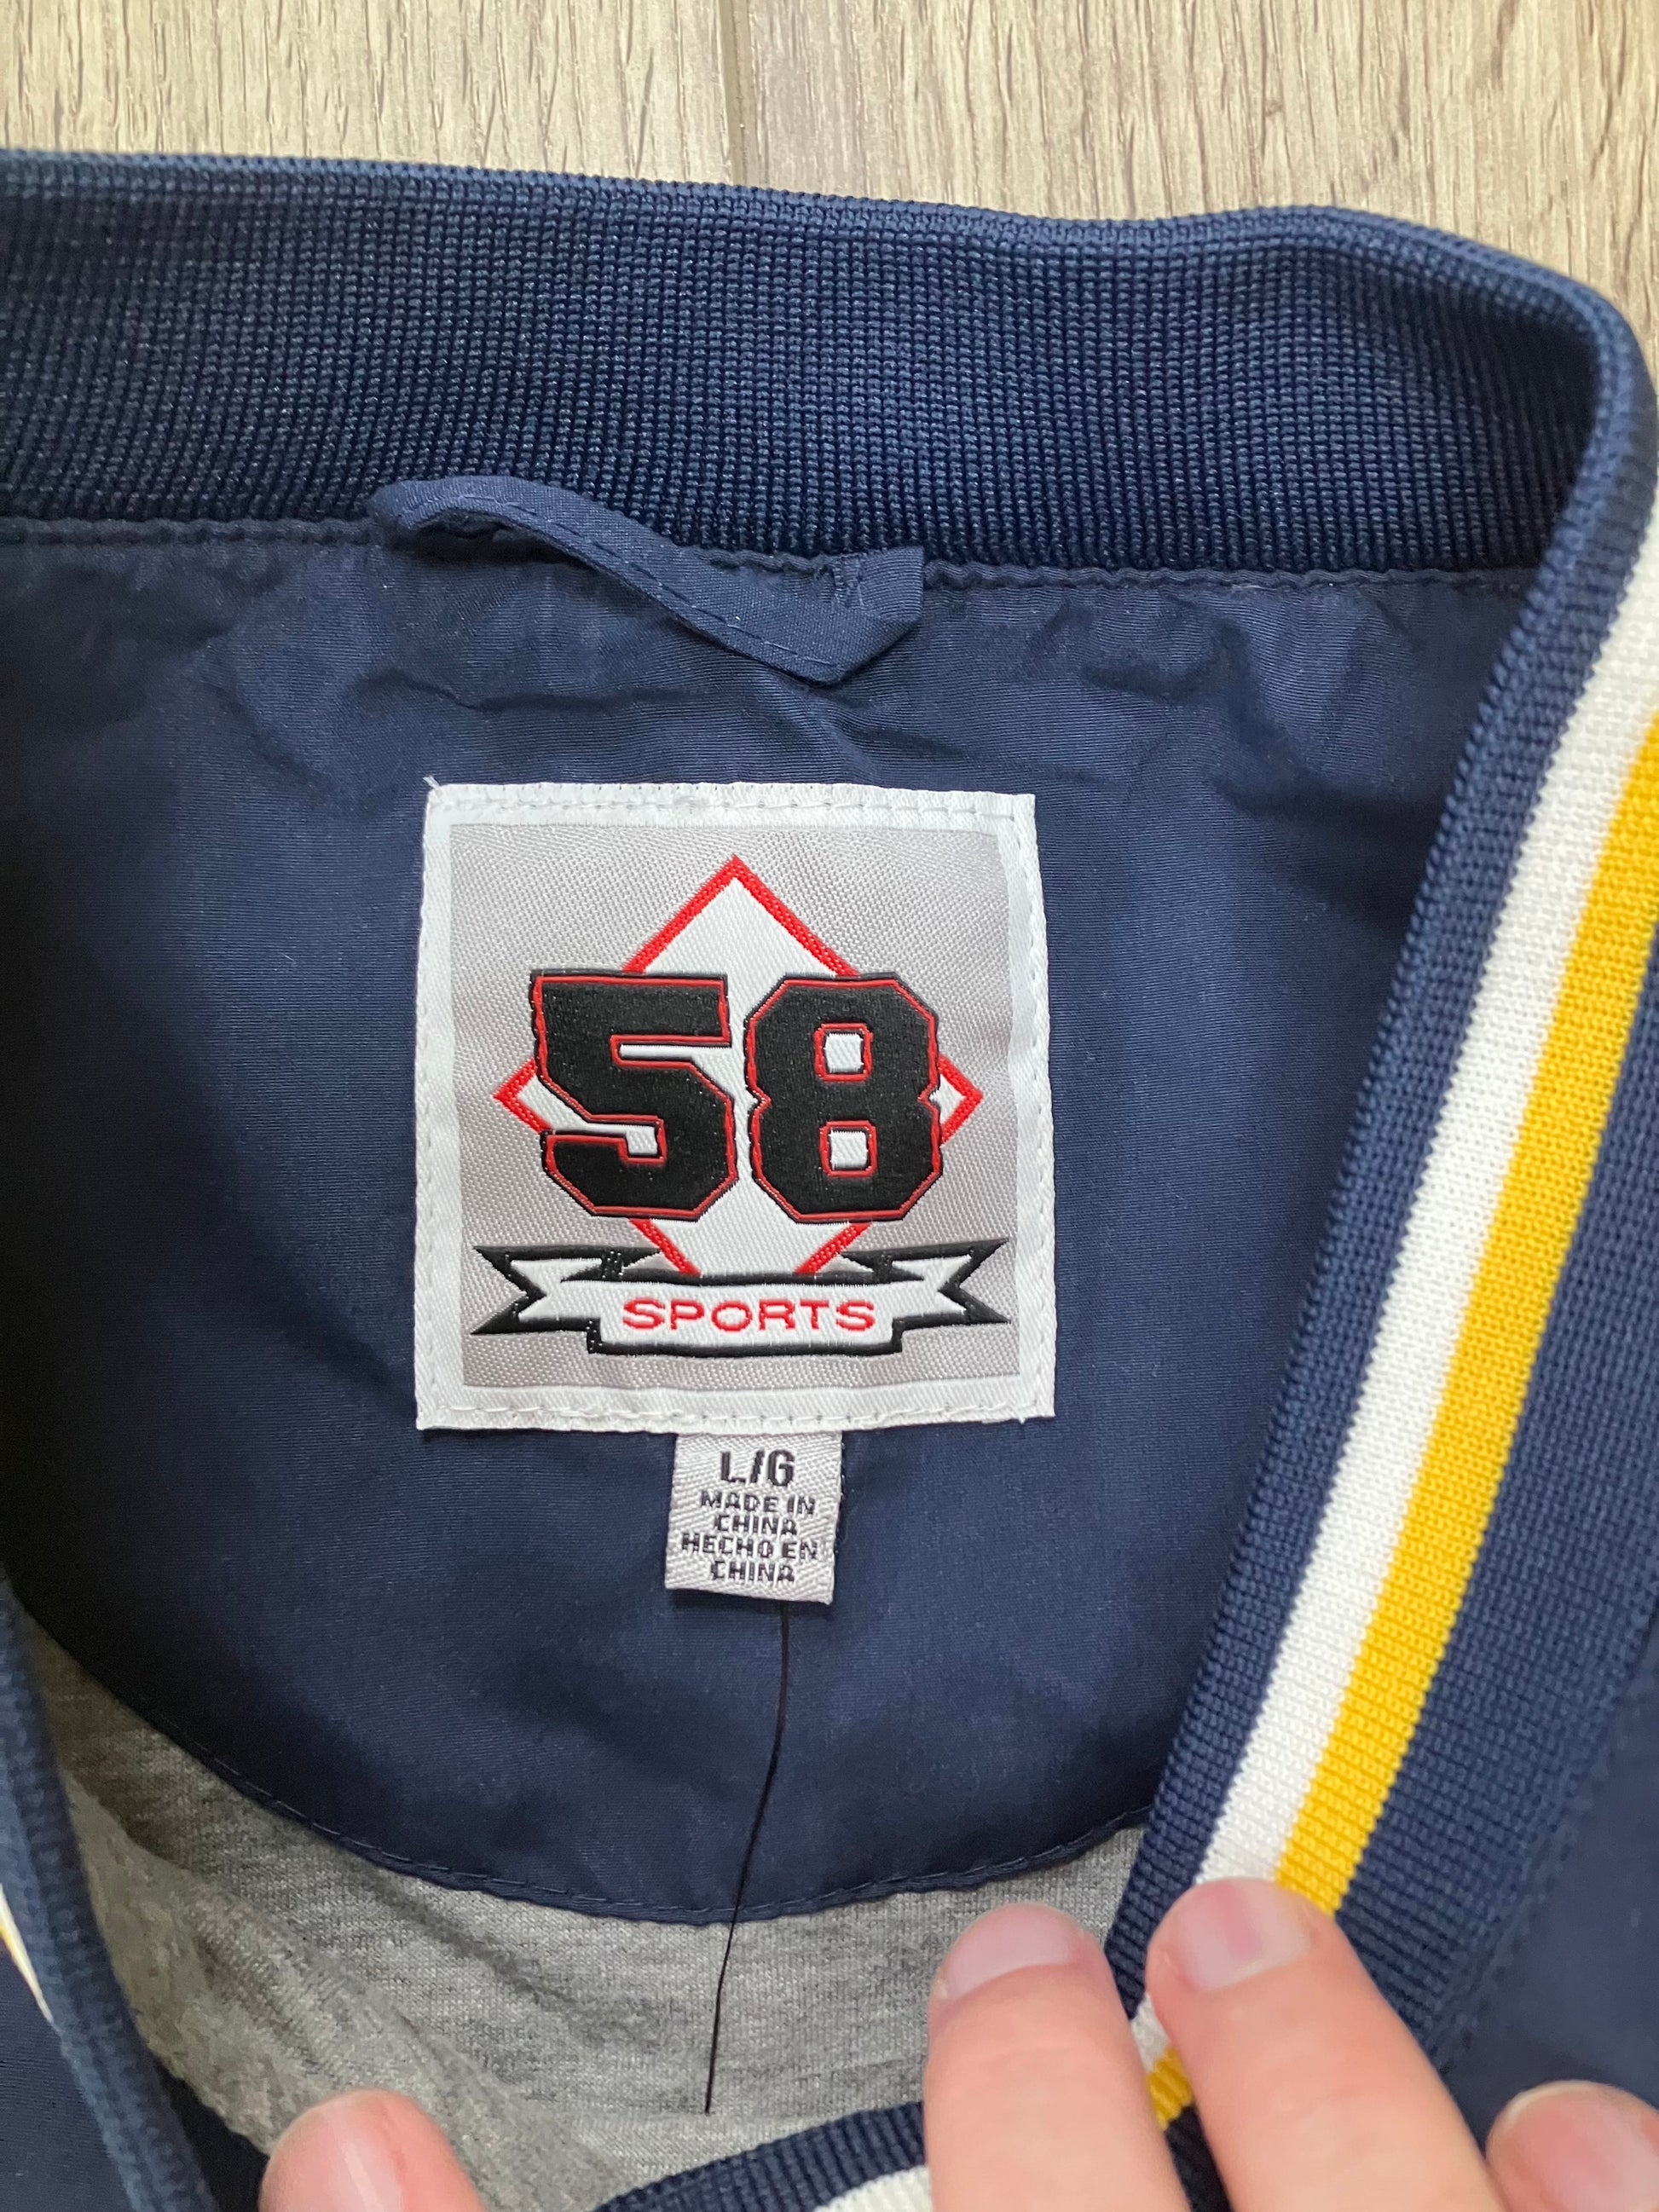 58
SPORTS
L/G
MADE IN
CHINA
HECHO EN
CHINA